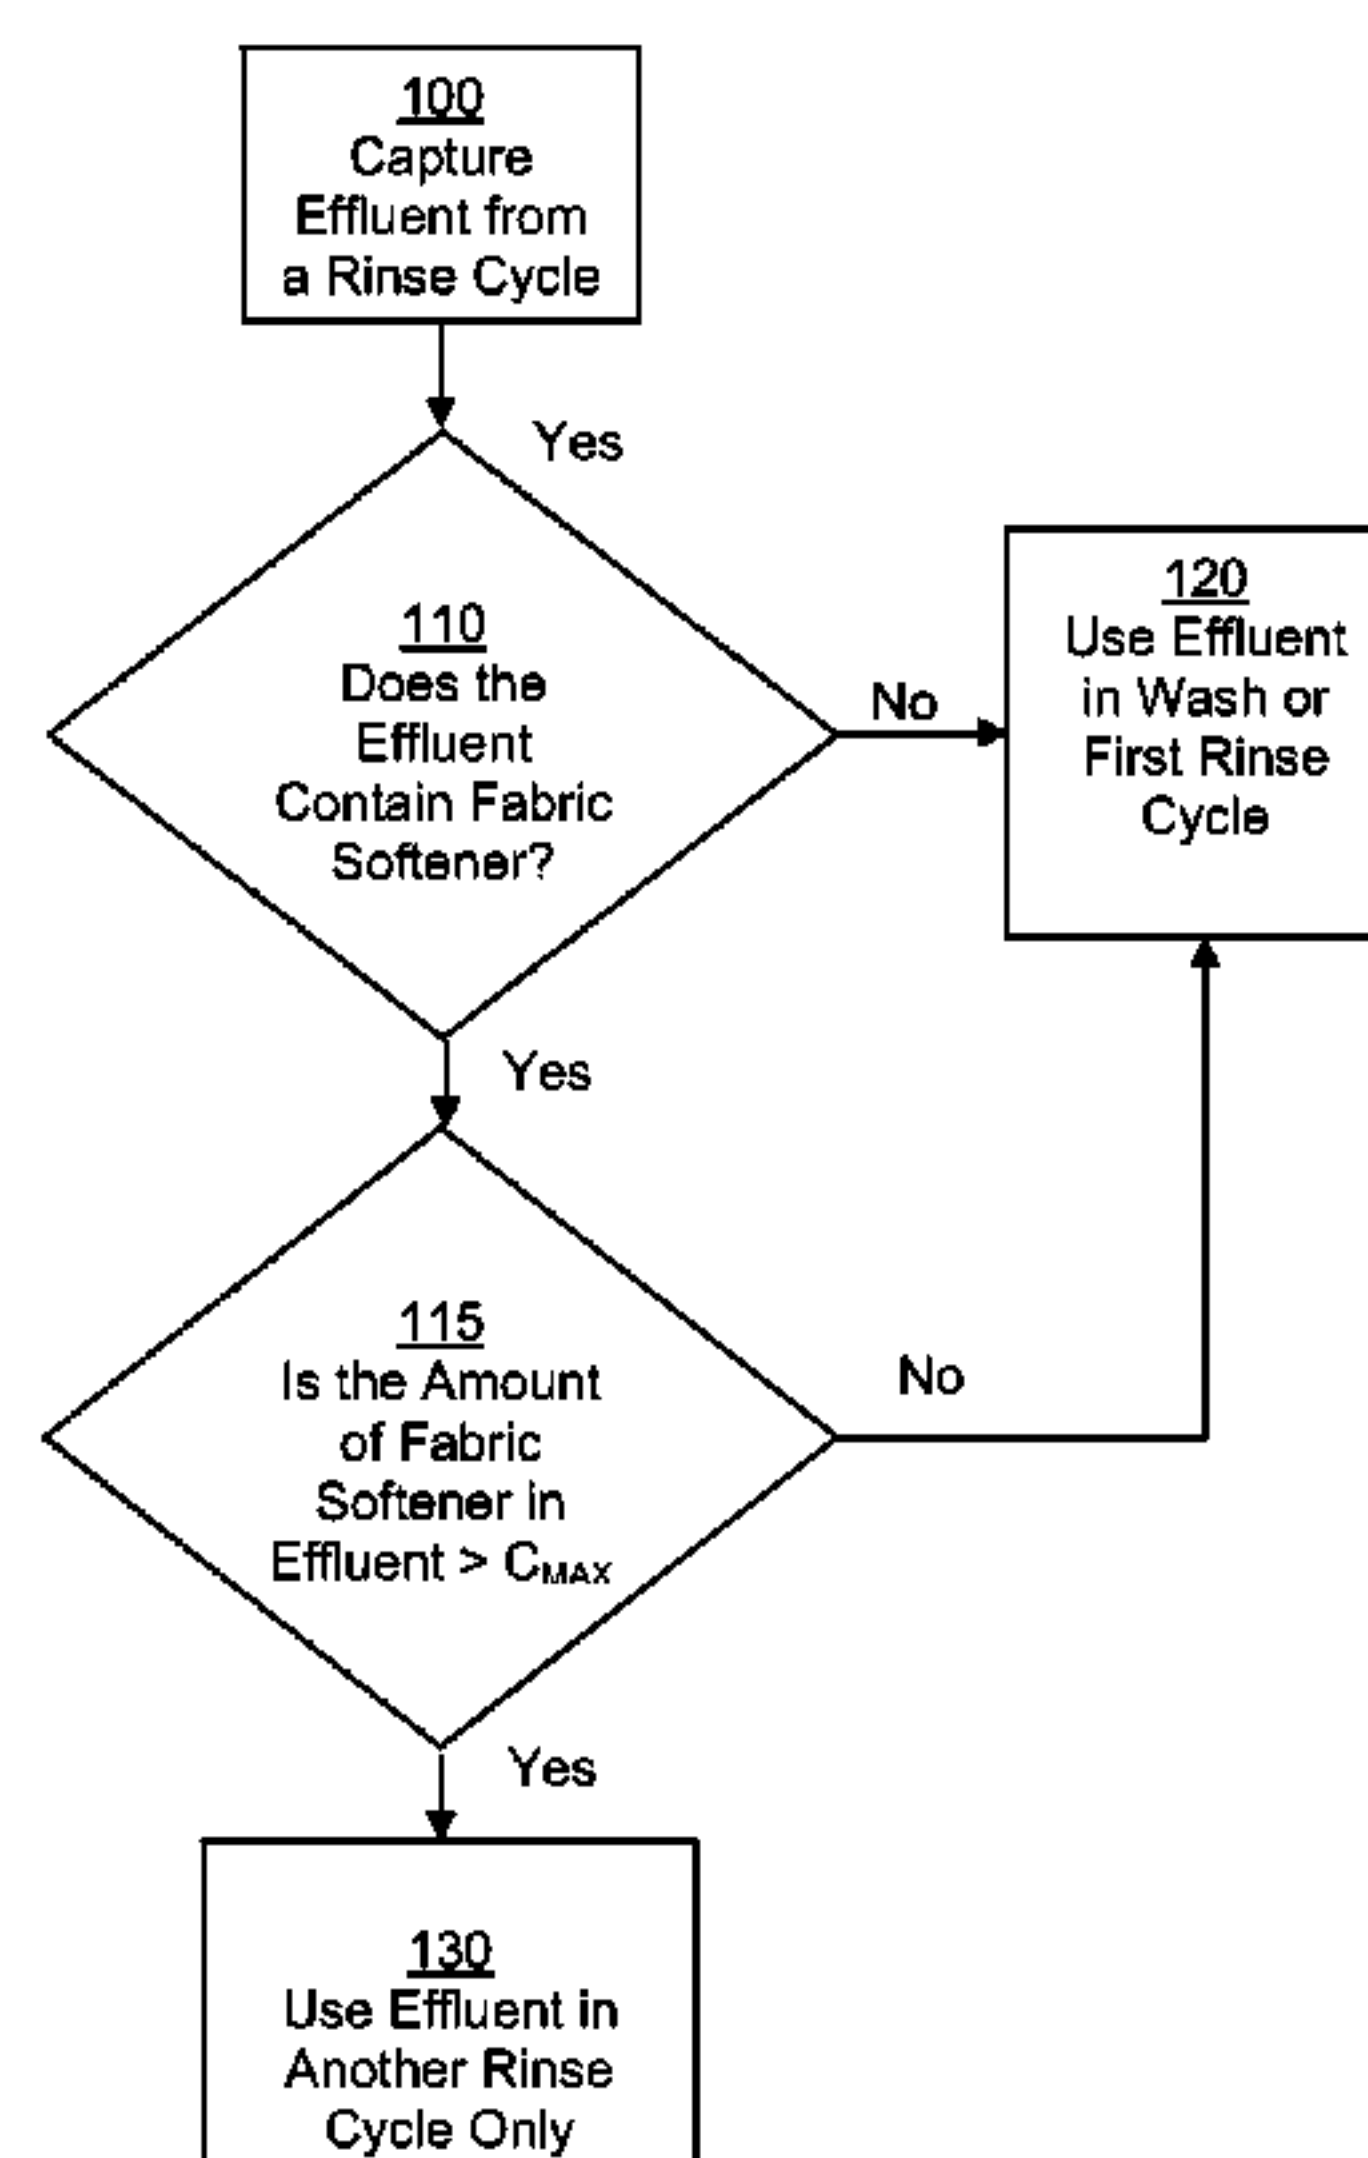 100
Capture
Effluent from
a Rinse Cycle
Yes
110
Does the
Effluent
Contain Fabric
Softener?
No
120
Use Effluent
in Wash or
First Rinse
Cycle
Yes
115
Is the Amount
of Fabric
Softener in
Effluent > CMAX
No
Yes
130
Use Effluent in
Another Rinse
Cycle Only